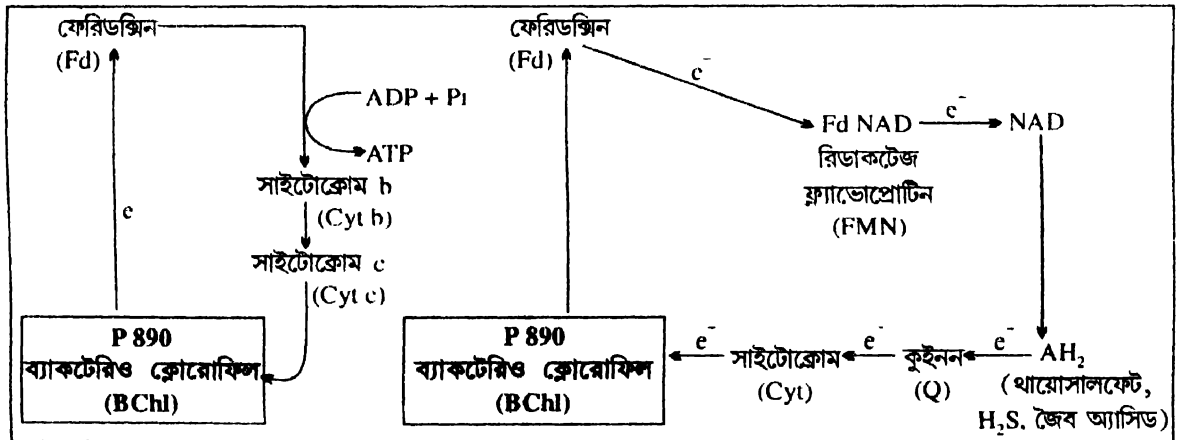 ফেরিডক্সিন
(Fd)
ADP + Pi
ATP
সাইটোক্রোম b
(Cyt b)
সাইটোক্রোম c
(Cyt c)
e
P 890
ব্যাকটেরিও ক্লোরোফিল
(BChl)
ফেরিডক্সিন
(Fd)
e⁻
Fd NAD
রিডাকটেজ
ফ্ল্যাভোপ্রোটিন
(FMN)
e⁻
NAD
P 890
ব্যাকটেরিও ক্লোরোফিল
(BChl)
e⁻
সাইটোক্রোম
(Cyt)
e⁻
কুইনন
(Q)
e⁻
AH₂
(থায়োসালফেট,
H₂S, জৈব অ্যাসিড)